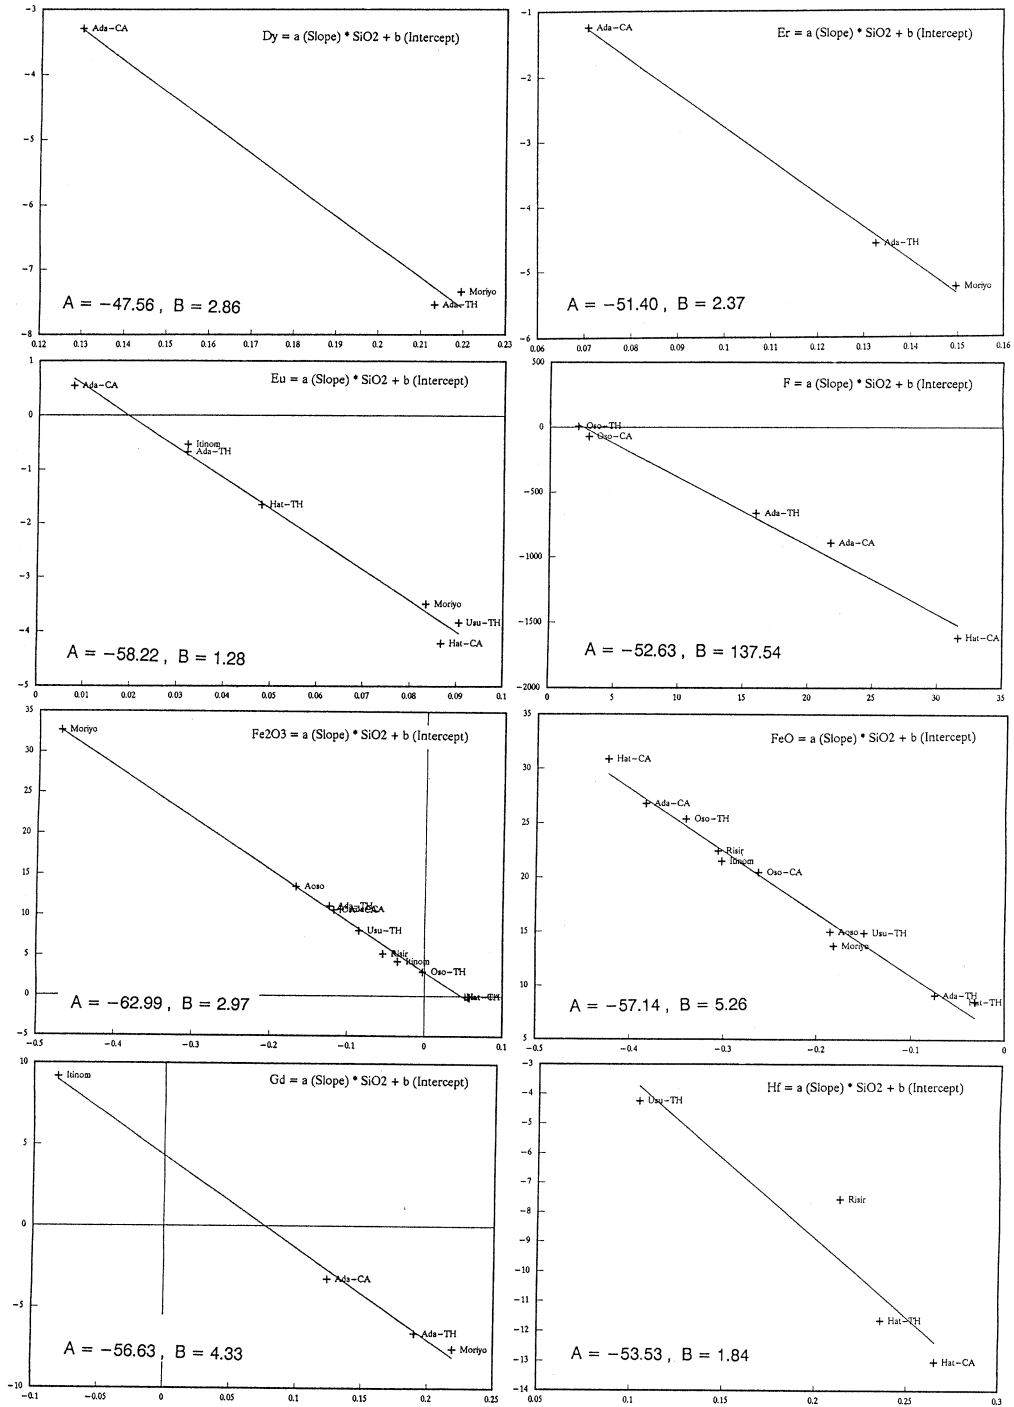 Dy = a (Slope) * SiO2 + b (Intercept)
-3
-4
-5
-6
-7
-8
Ada-CA
Moriyo
Ada-TH
A = -47.56 , B = 2.86
0.12 0.13 0.14 0.15 0.16 0.17 0.18 0.19 0.2 0.21 0.22 0.23
Er = a (Slope) * SiO2 + b (Intercept)
-1
-2
-3
-4
-5
-6
Ada-CA
Ada-TH
Moriyo
A = -51.40 , B = 2.37
0.06 0.07 0.08 0.09 0.1 0.11 0.12 0.13 0.14 0.15 0.16
Eu = a (Slope) * SiO2 + b (Intercept)
1
0
-1
-2
-3
-4
-5
Ada-CA
Itinom
Ada-TH
Hat-TH
Moriyo
Usu-TH
Hat-CA
A = -58.22 , B = 1.28
0 0.01 0.02 0.03 0.04 0.05 0.06 0.07 0.08 0.09 0.1
F = a (Slope) * SiO2 + b (Intercept)
500
0
-500
-1000
-1500
-2000
Oso-TH
Oso-CA
Ada-TH
Ada-CA
Hat-CA
A = -52.63 , B = 137.54
0 5 10 15 20 25 30 35
Fe2O3 = a (Slope) * SiO2 + b (Intercept)
35
30
25
20
15
10
5
0
-5
Moriyo
Aoso
Ada-TH
Usu-TH
Risir
Itinom
Oso-TH
A = -62.99 , B = 2.97
-0.5 -0.4 -0.3 -0.2 -0.1 0 0.1
FeO = a (Slope) * SiO2 + b (Intercept)
35
30
25
20
15
10
5
Hat-CA
Ada-CA
Oso-TH
Risir
Itinom
Oso-CA
Aoso
Usu-TH
Moriyo
Ada-TH
Hat-TH
A = -57.14 , B = 5.26
-0.5 -0.4 -0.3 -0.2 -0.1 0
Gd = a (Slope) * SiO2 + b (Intercept)
10
5
0
-5
-10
Itinom
Ada-CA
Ada-TH
Moriyo
A = -56.63 , B = 4.33
-0.1 -0.05 0 0.05 0.1 0.15 0.2 0.25
Hf = a (Slope) * SiO2 + b (Intercept)
-3
-4
-5
-6
-7
-8
-9
-10
-11
-12
-13
-14
Usu-TH
Risir
Hat-TH
Hat-CA
A = -53.53 , B = 1.84
0.1 0.15 0.2 0.25 0.3